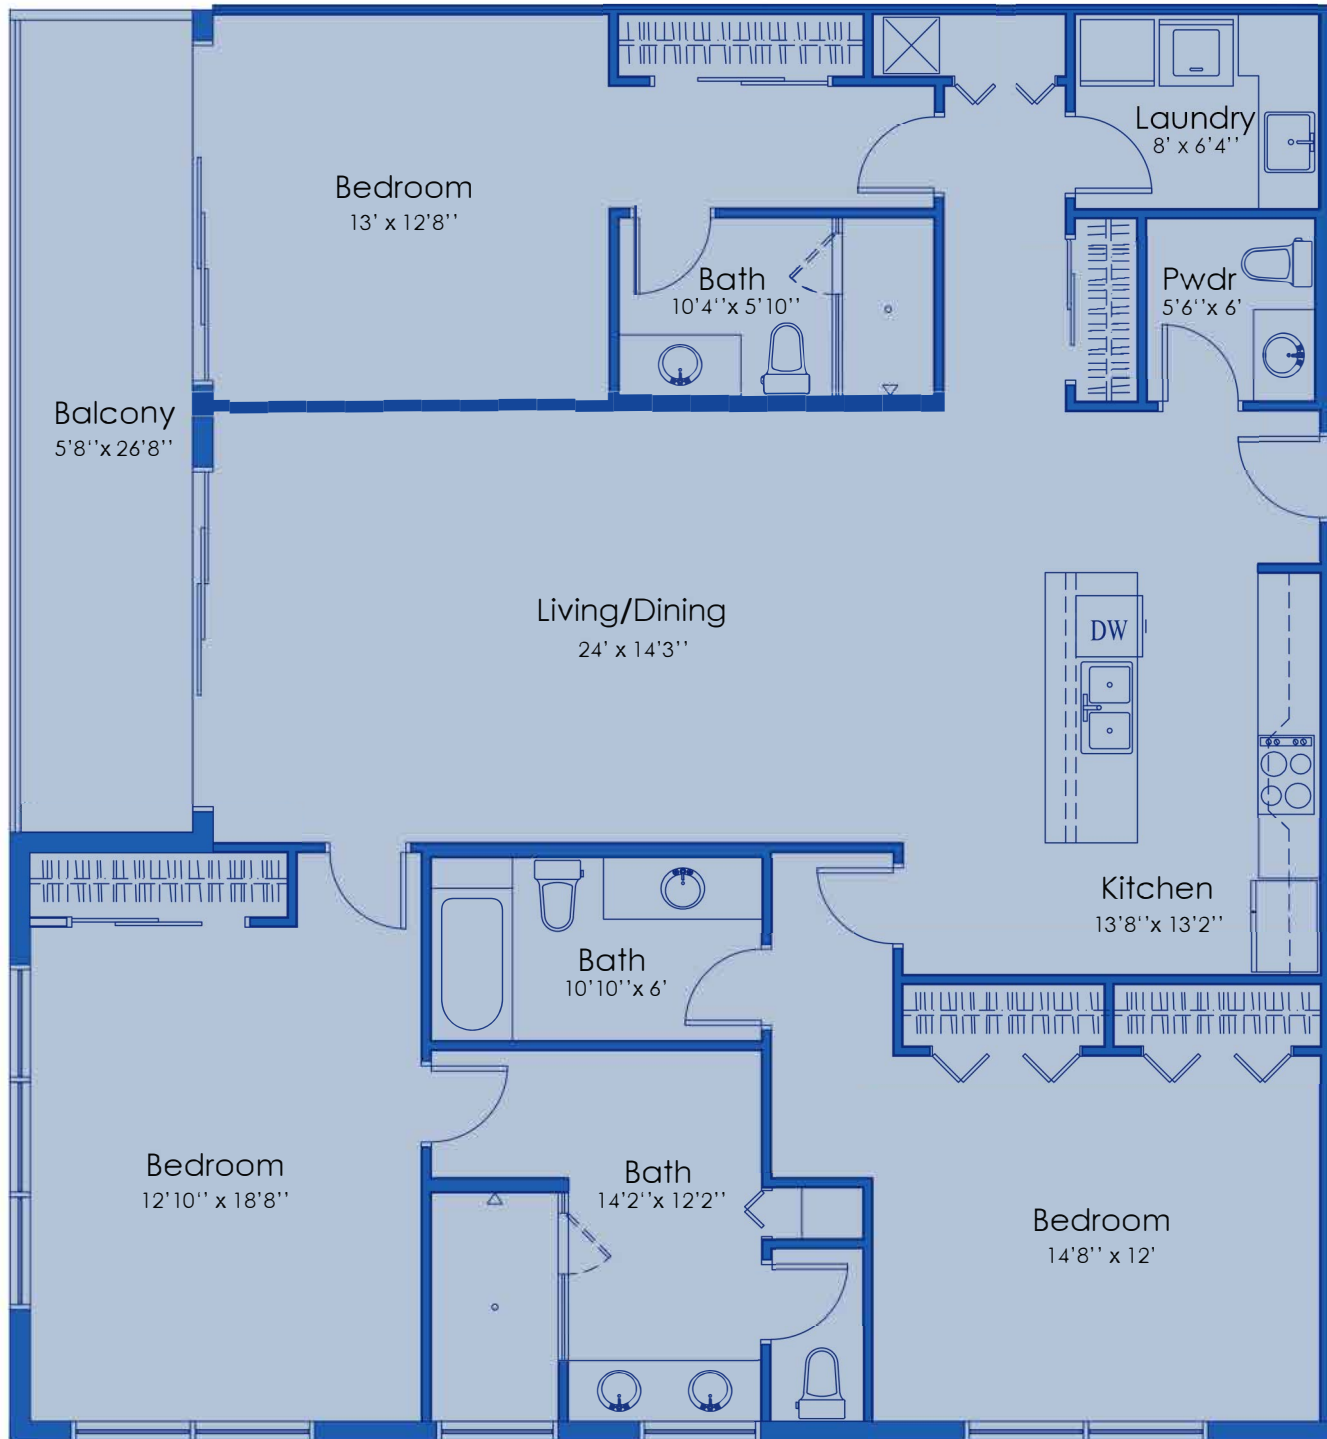 Laundry
8' x 6'4''
Bedroom
13' x 12'8''
Bath
10'4''x 5'10''
Pwdr
5'6''x 6'
Balcony
5'8''x 26'8''
Living/Dining
24' x 14'3''
DW
Kitchen
13'8''x 13'2''
Bath
10'10''x 6'
Bedroom
12'10'' x 18'8''
Bath
14'2''x 12'2''
Bedroom
14'8'' x 12'